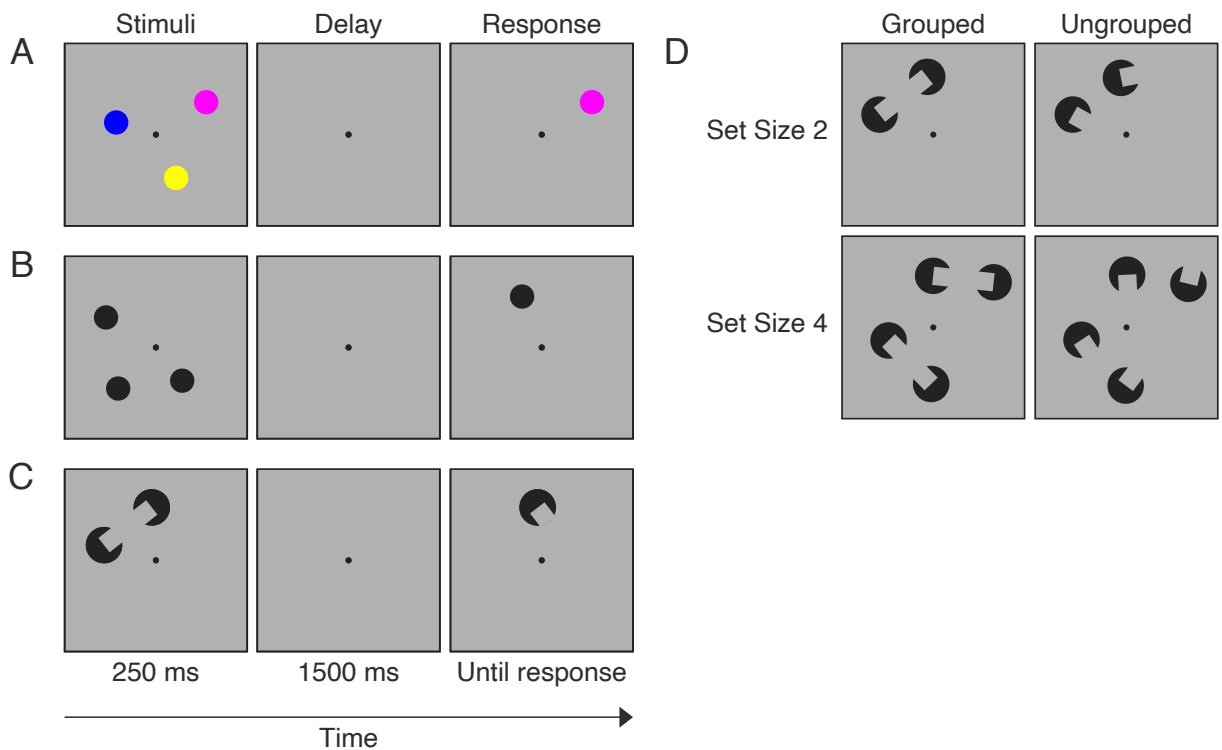 A
Stimuli
Delay
Response
B
C
250 ms
1500 ms
Until response
Time
D
Grouped
Ungrouped
Set Size 2
Set Size 4